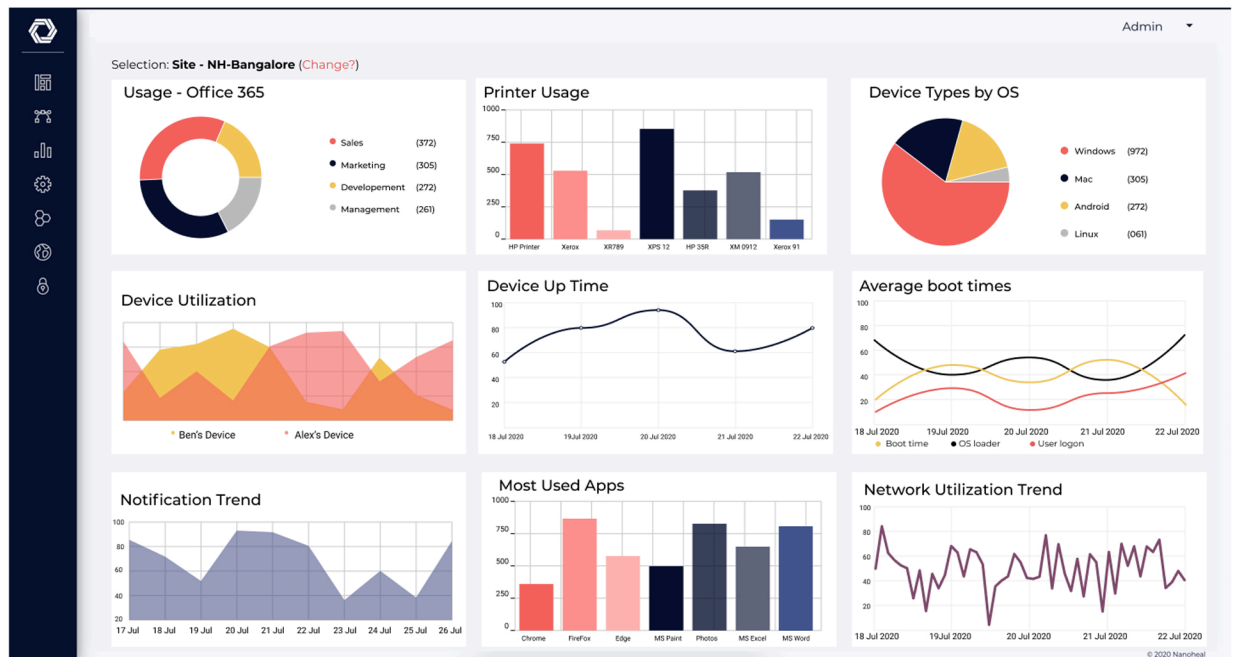 Admin
Selection: Site - NH-Bangalore (Change?)
Usage - Office 365
Sales (372)
Marketing (305)
Developement (272)
Management (261)
Printer Usage
1000
750
500
250
0
HP Printer Xerox XR789 XPS 12 HP 35R XM 0912 Xerox 91
Device Types by OS
Windows (972)
Mac (305)
Android (272)
Linux (061)
Device Utilization
Ben's Device Alex's Device
Device Up Time
100
80
60
40
20
18 Jul 2020 19Jul 2020 20 Jul 2020 21 Jul 2020 22 Jul 2020
Average boot times
100
80
60
40
20
18 Jul 2020 19Jul 2020 20 Jul 2020 21 Jul 2020 22 Jul 2020
Boot time OS loader User logon
Notification Trend
100
80
60
40
20
17 Jul 18 Jul 19 Jul 20 Jul 21 Jul 22 Jul 23 Jul 24 Jul 25 Jul 26 Jul
Most Used Apps
1000
750
500
250
0
Chrome FireFox Edge MS Paint Photos MS Excel MS Word
Network Utilization Trend
100
80
60
40
20
18 Jul 2020 19Jul 2020 20 Jul 2020 21 Jul 2020 22 Jul 2020
© 2020 Nanoheal